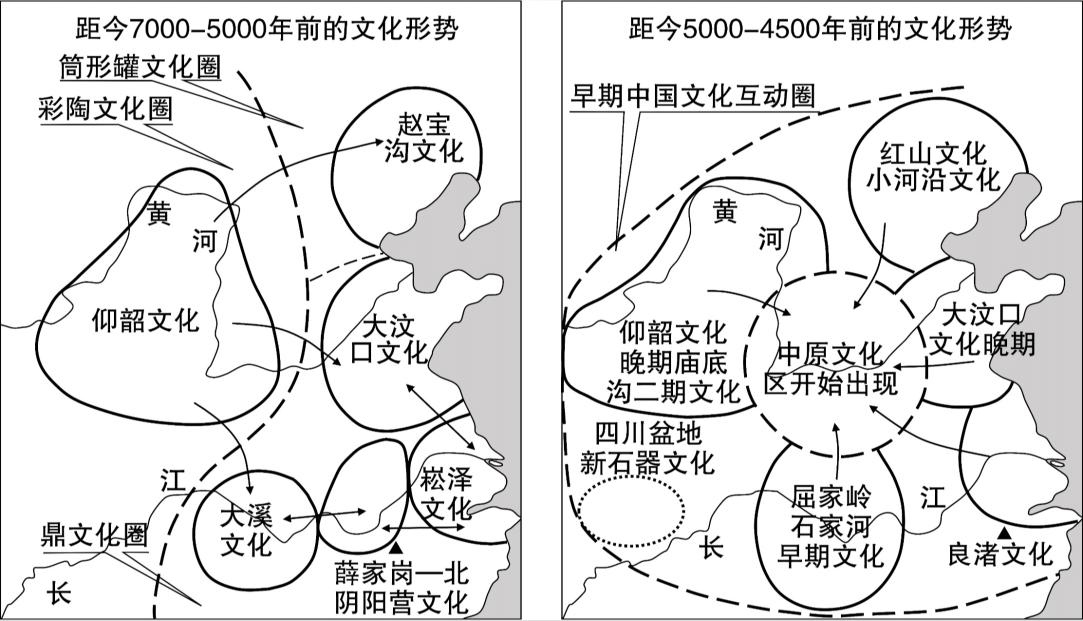 距今7000-5000年前的文化形势
筒形罐文化圈
彩陶文化圈
赵宝
沟文化
黄
河
仰韶文化
大汶
口文化
江
崧泽
文化
大溪
文化
鼎文化圈
薛家岗—北
阴阳营文化
长
距今5000-4500年前的文化形势
早期中国文化互动圈
红山文化
小河沿文化
黄
河
大汶口
文化晚期
仰韶文化
晚期庙底
沟二期文化
中原文化
区开始出现
四川盆地
新石器文化
屈家岭
石家河
早期文化
江
长
良渚文化